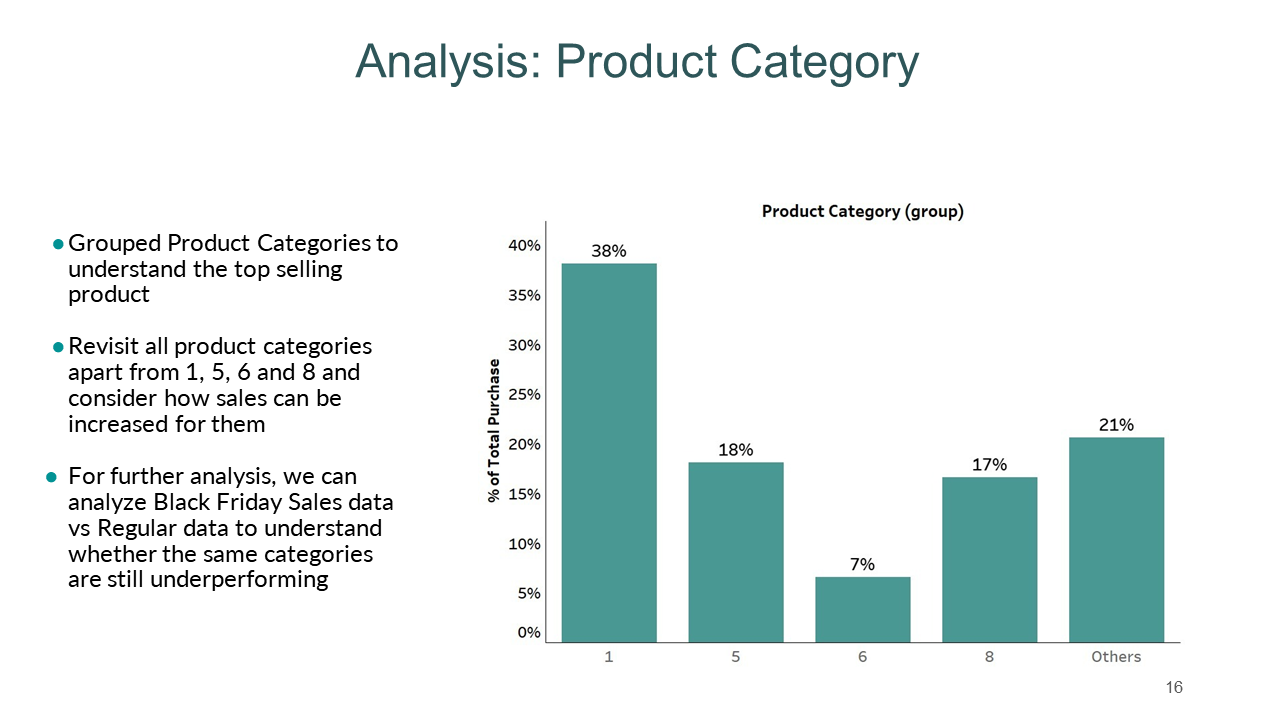 Analysis: Product Category
● Grouped Product Categories to
understand the top selling
product
● Revisit all product categories
apart from 1, 5, 6 and 8 and
consider how sales can be
increased for them
● For further analysis, we can
analyze Black Friday Sales data
vs Regular data to understand
whether the same categories
are still underperforming
Product Category (group)
% of Total Purchase
40%
35%
30%
25%
20%
15%
10%
5%
0%
38%
18%
7%
17%
21%
1 5 6 8 Others
16